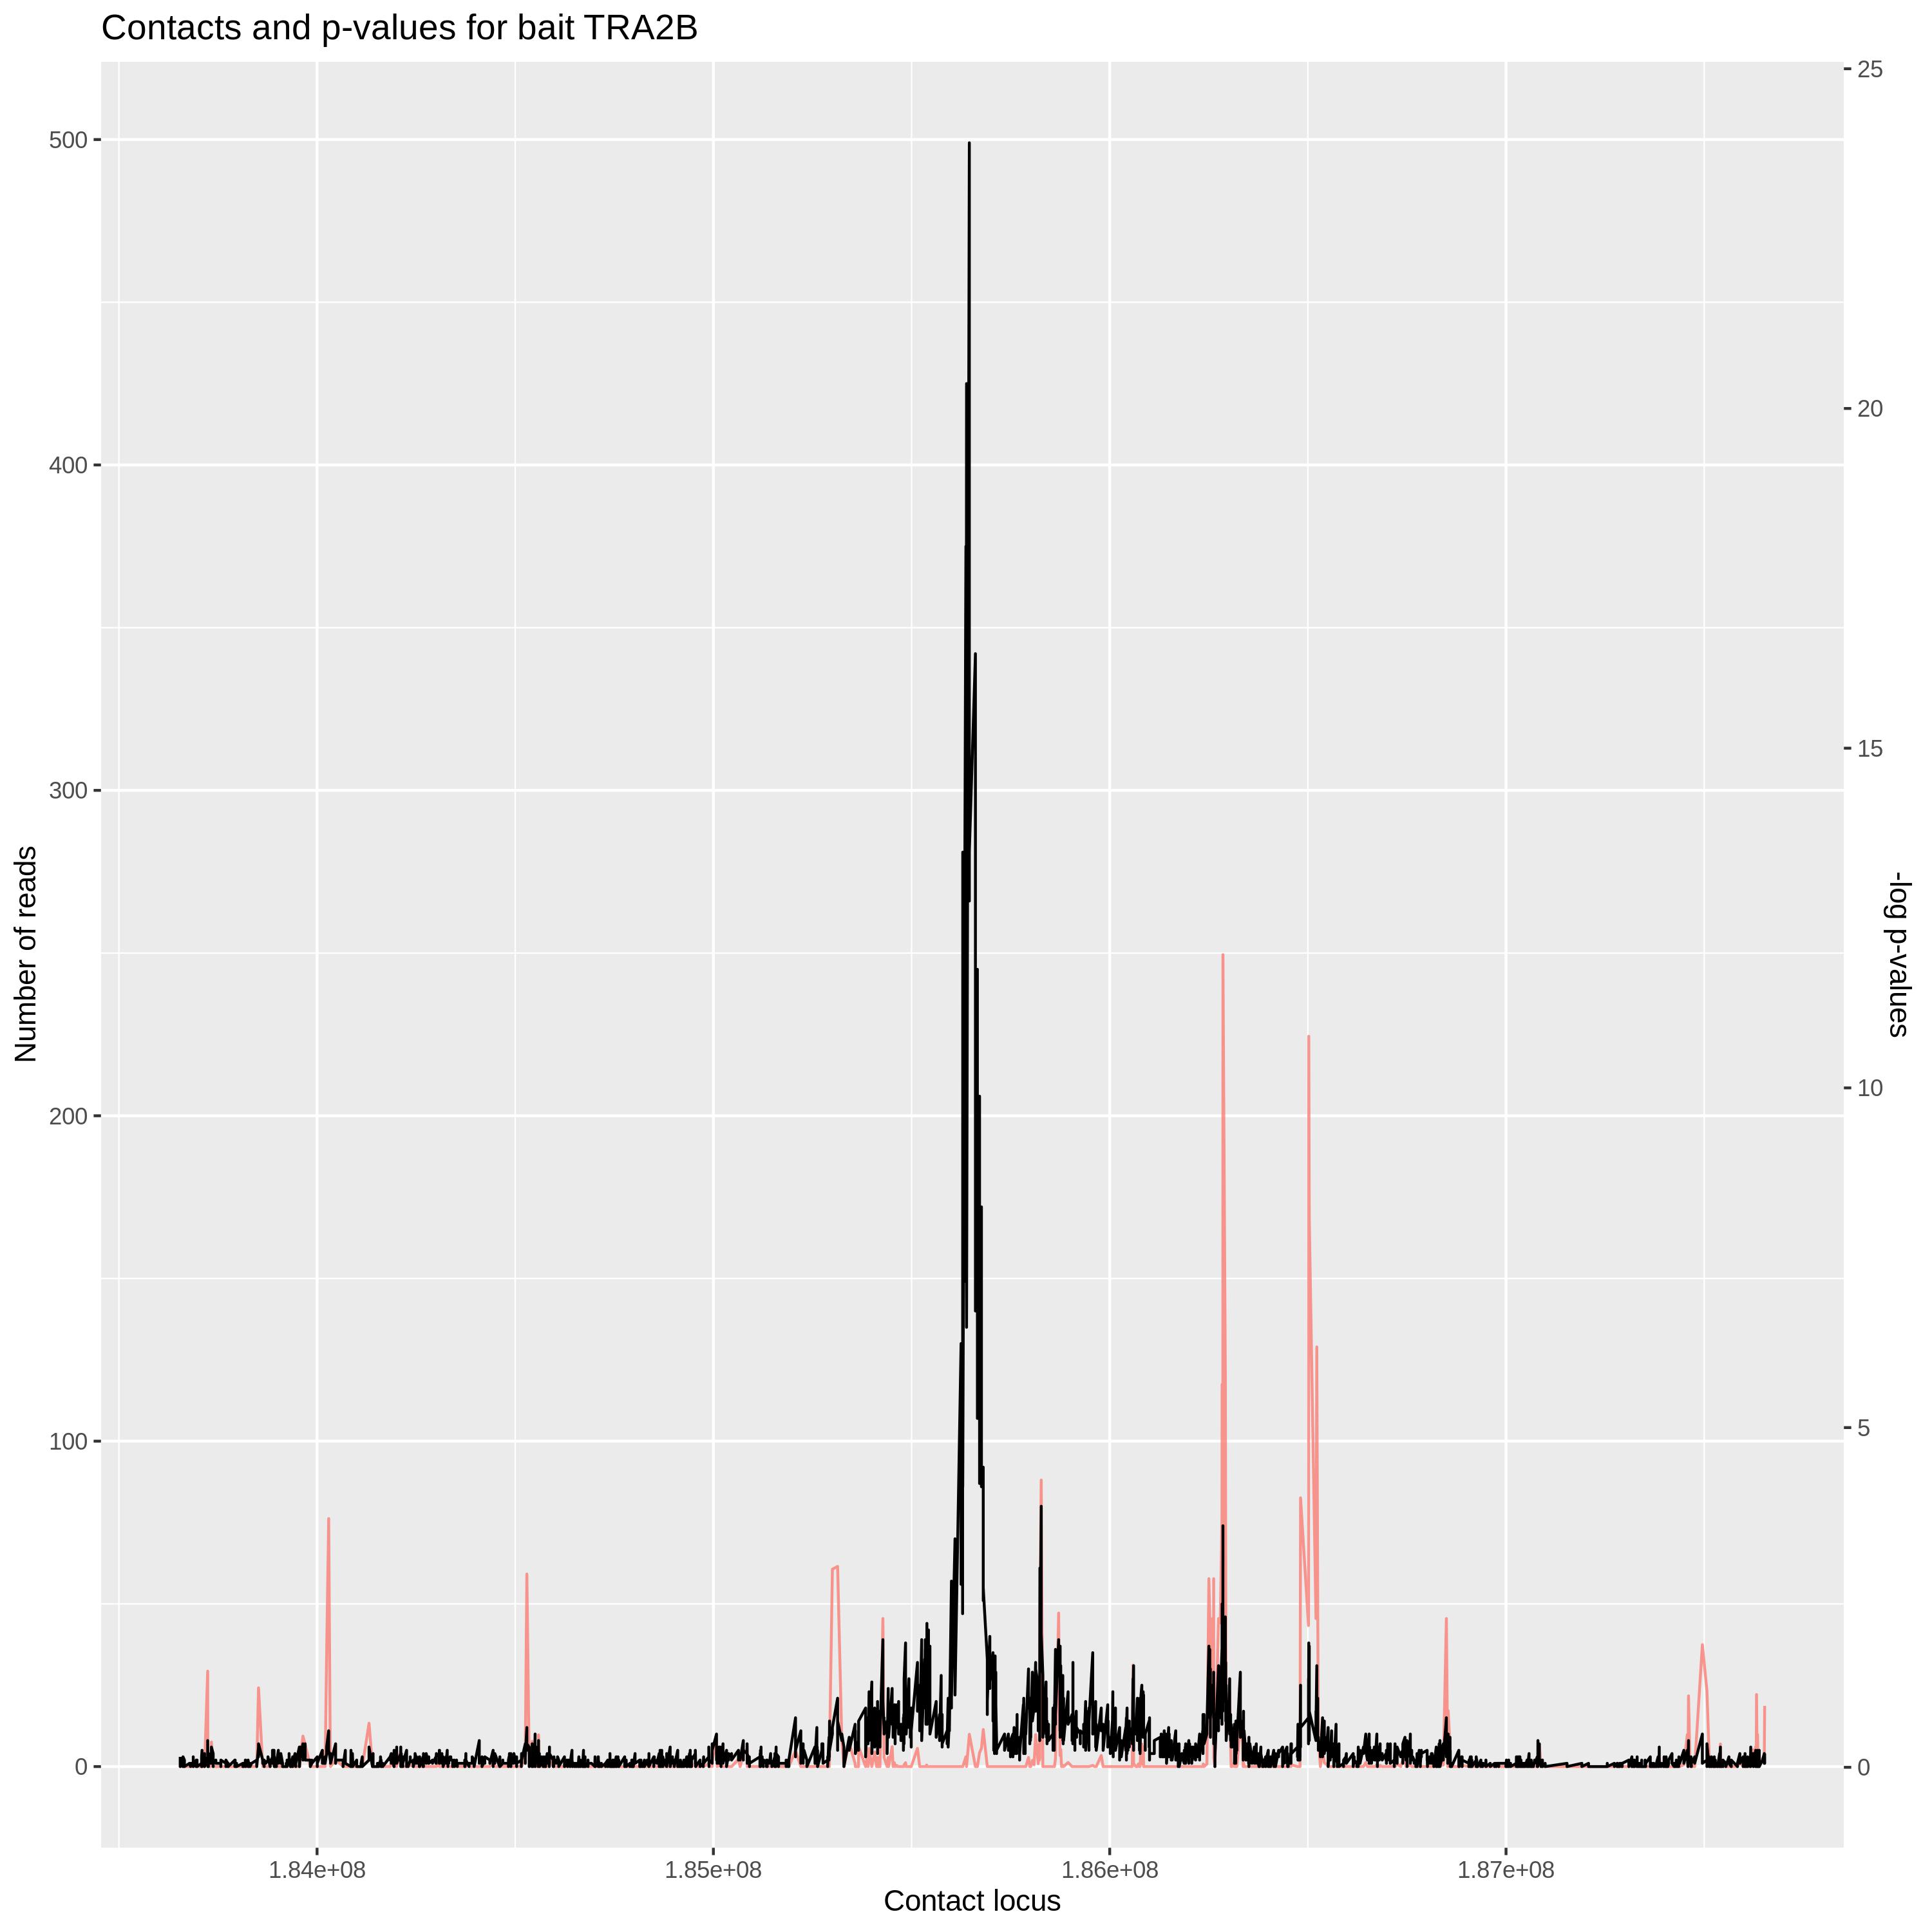 Contacts and p-values for bait TRA2B
25
500
20
400
15
300
Number of reads
-log p-values
10
200
5
100
0
0
1.84e+08
1.85e+08
1.86e+08
1.87e+08
Contact locus